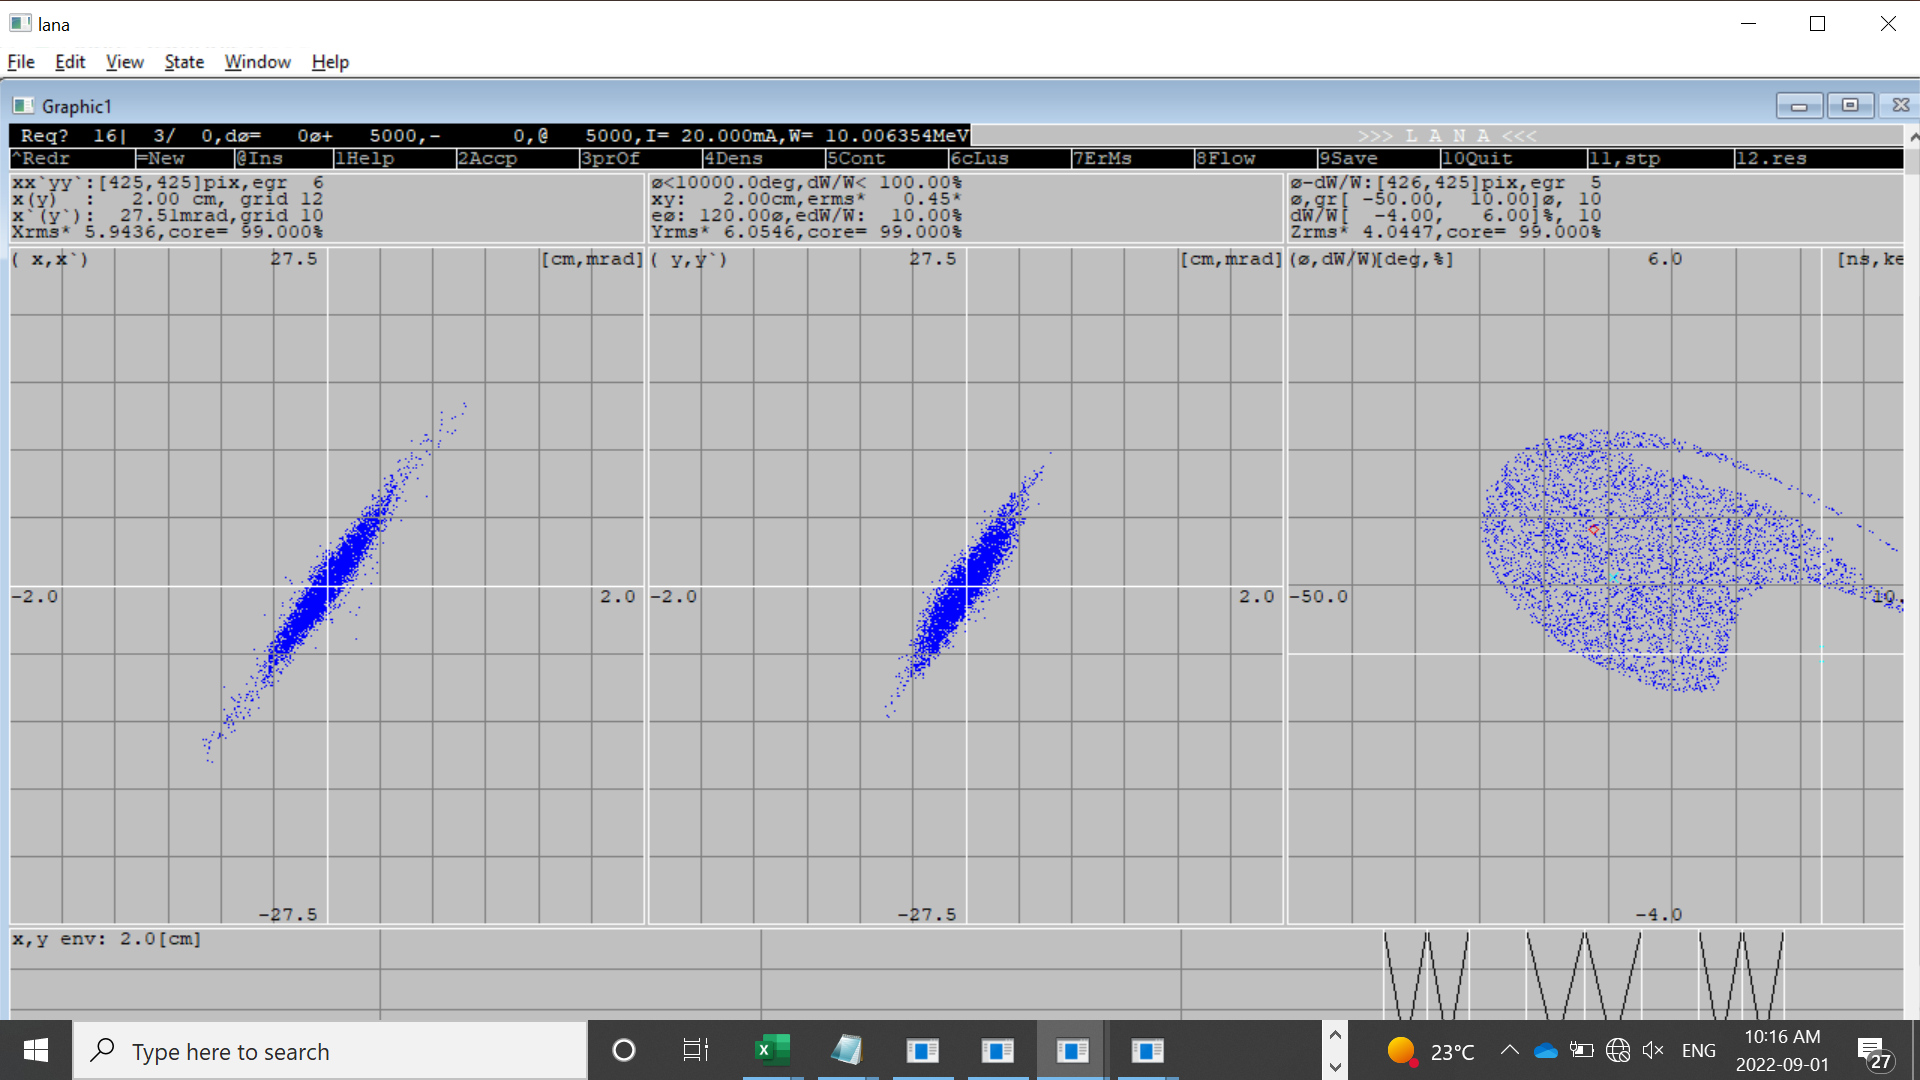 lana
File Edit View State Window Help
Graphic1
Req? 16| 3/ 0,dø= 0ø+ 5000,- 0,@ 5000,I= 20.000mA,W= 10.006354MeV >>> L A N A <<<
^Redr =New @Ins 1Help 2Accp 3prOf 4Dens 5Cont 6cLus 7ErMs 8Flow 9Save 10Quit 11,stp 12.res
xx`yy`:[425,425]pix,egr 6 ø<10000.0deg,dW/W< 100.00% ø-dW/W:[426,425]pix,egr 5
x(y) : 2.00 cm, grid 12 xy: 2.00cm,erms* 0.45* ø,gr[ -50.00, 10.00]ø, 10
x`(y`): 27.51mrad,grid 10 eø: 120.00ø,edW/W: 10.00% dW/W[ -4.00, 6.00]%, 10
Xrms* 5.9436,core= 99.000% Yrms* 6.0546,core= 99.000% Zrms* 4.0447,core= 99.000%
( x,x`) 27.5 [cm,mrad] ( y,y`) 27.5 [cm,mrad] (ø,dW/W)[deg,%] 6.0 [ns,ke
-2.0 2.0 -2.0 2.0 -50.0 10.
-27.5 -27.5 -4.0
x,y env: 2.0[cm]
Type here to search
23°C ENG 10:16 AM
2022-09-01
27